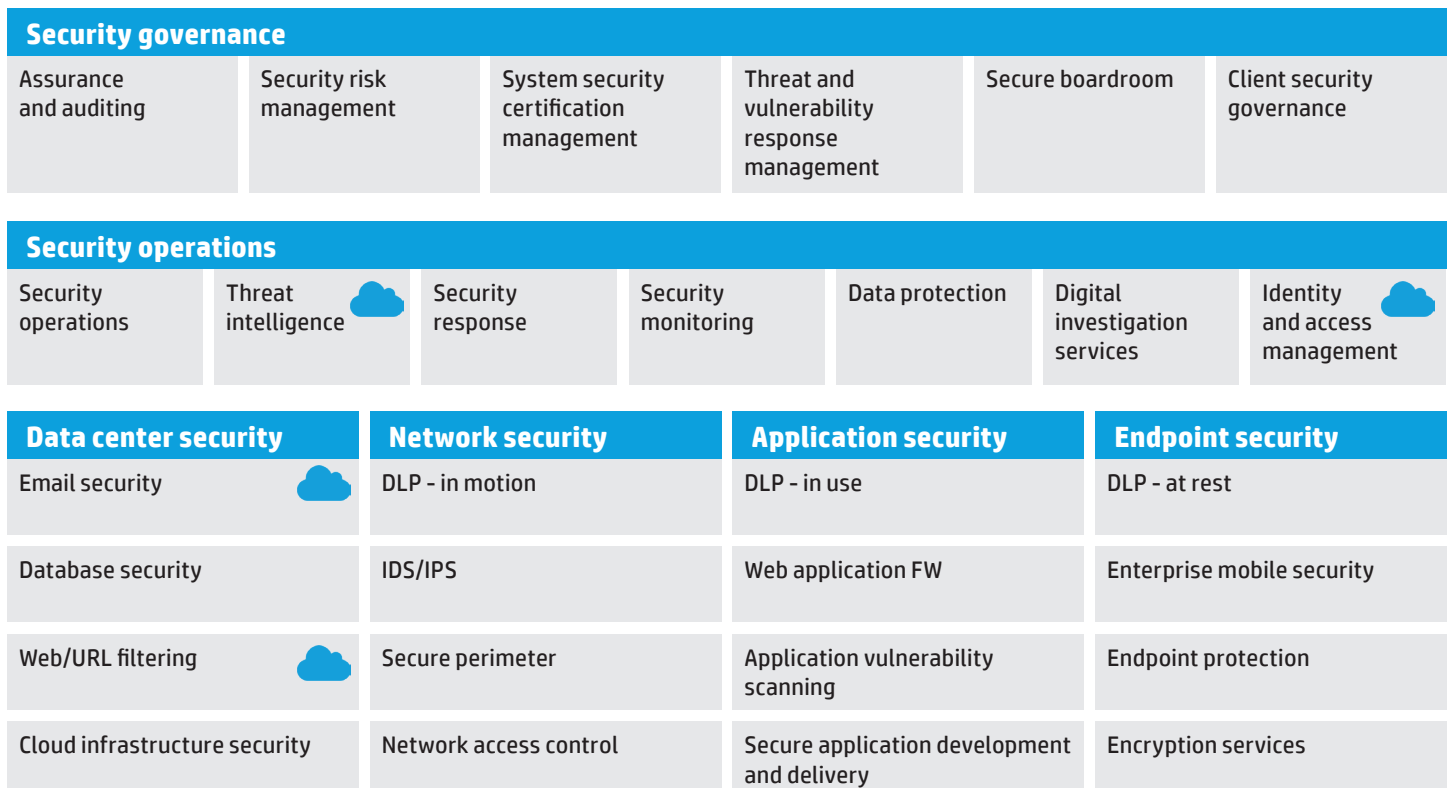 Security governance
Assurance
and auditing
Security risk
management
System security
certification
management
Threat and
vulnerability
response
management
Secure boardroom
Client security
governance
Security operations
Security
operations
Threat
intelligence
Security
response
Security
monitoring
Data protection
Digital
investigation
services
Identity
and access
management
Data center security
Network security
Application security
Endpoint security
Email security
DLP - in motion
DLP - in use
DLP - at rest
Database security
IDS/IPS
Web application FW
Enterprise mobile security
Web/URL filtering
Secure perimeter
Application vulnerability
scanning
Endpoint protection
Cloud infrastructure security
Network access control
Secure application development
and delivery
Encryption services